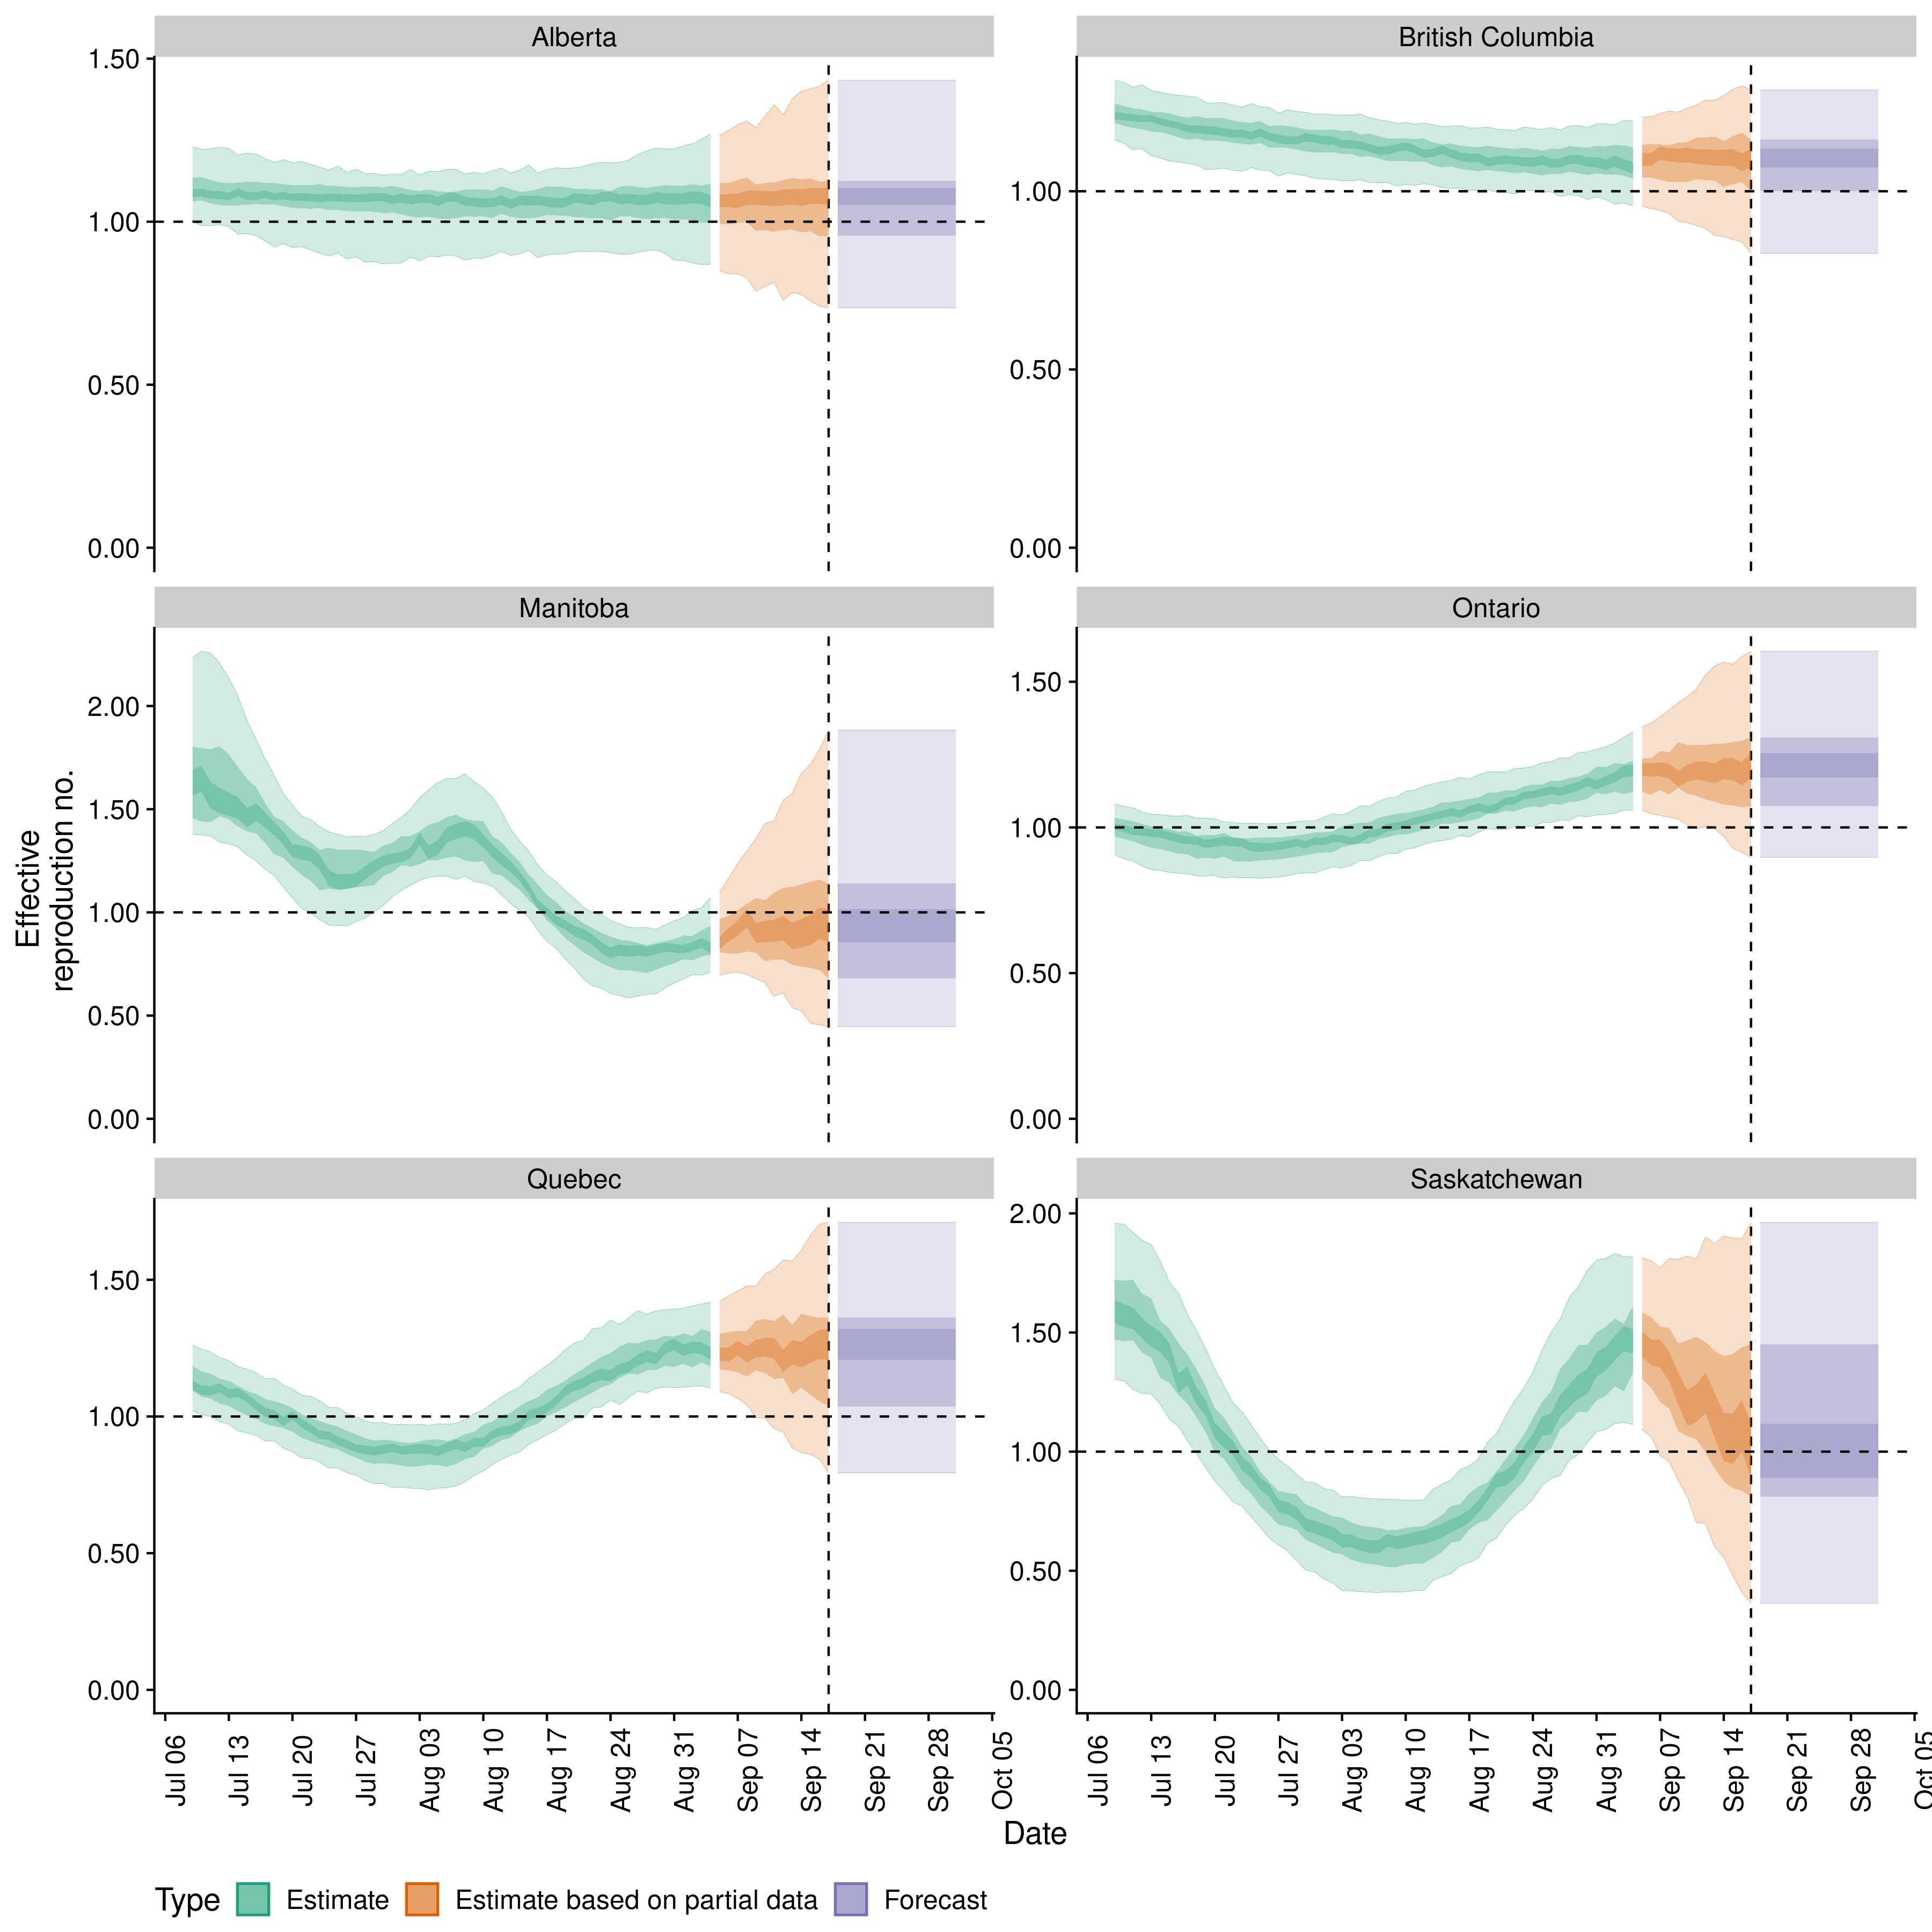 Alberta
British Columbia
1.50
1.00
0.50
0.00
1.00
0.50
0.00
Manitoba
Ontario
2.00
1.50
1.00
0.50
0.00
1.50
1.00
0.50
0.00
Effective
reproduction no.
Quebec
Saskatchewan
1.50
1.00
0.50
0.00
2.00
1.50
1.00
0.50
0.00
Jul 06
Jul 13
Jul 20
Jul 27
Aug 03
Aug 10
Aug 17
Aug 24
Aug 31
Sep 07
Sep 14
Sep 21
Sep 28
Oct 05
Jul 06
Jul 13
Jul 20
Jul 27
Aug 03
Aug 10
Aug 17
Aug 24
Aug 31
Sep 07
Sep 14
Sep 21
Sep 28
Oct 05
Date
Type Estimate Estimate based on partial data Forecast